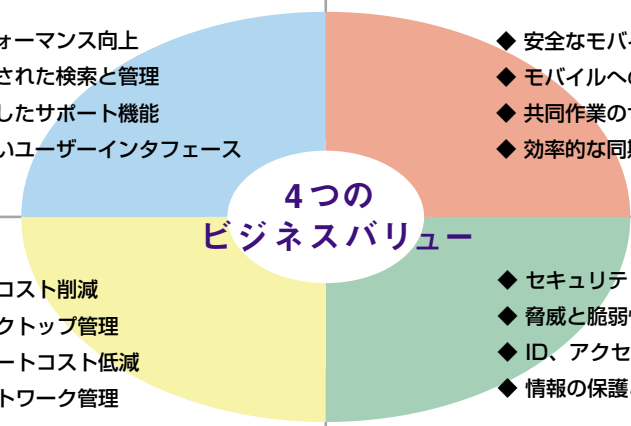 ォーマンス向上
された検索と管理
したサポート機能
いユーザーインタフェース
◆ 安全なモバイ
◆ モバイルへの
◆ 共同作業のサ
◆ 効率的な同期
4つの
ビジネスバリュー
コスト削減
クトップ管理
ートコスト低減
トワーク管理
◆ セキュリテ
◆ 脅威と脆弱
◆ ID、アクセ
◆ 情報の保護